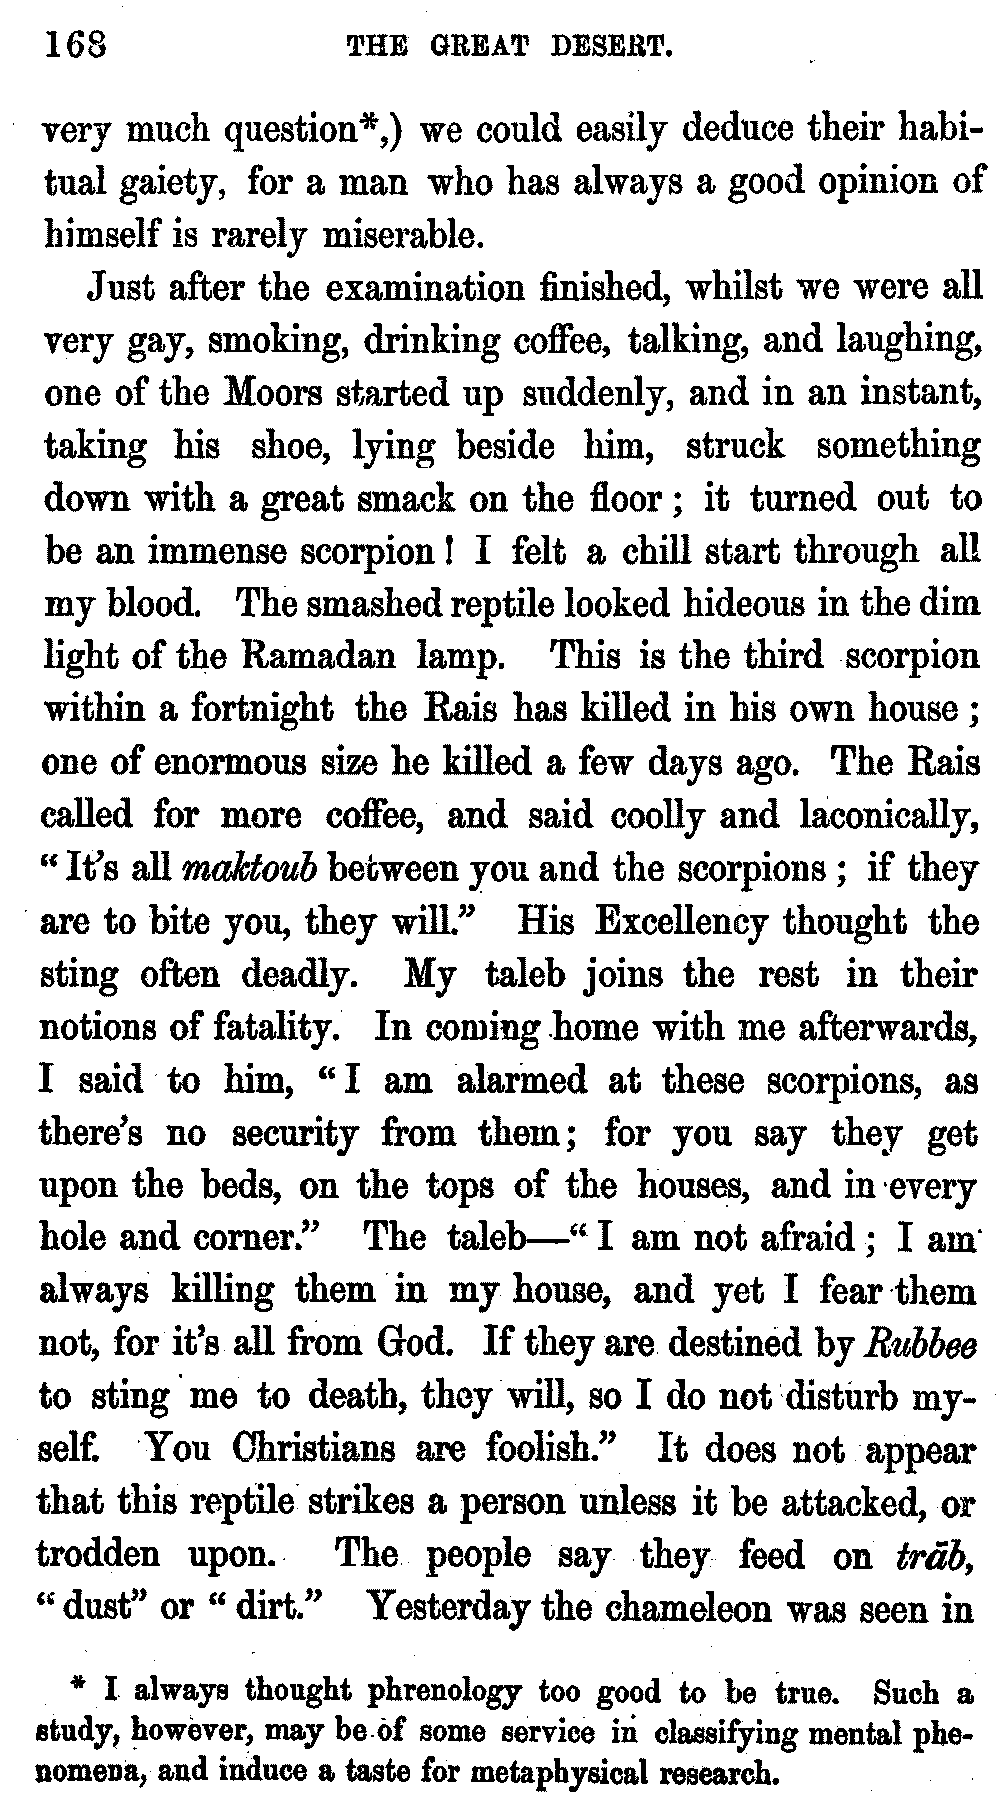 168 THE GREAT DESERT.
very much question*,) we could easily deduce their habi-
tual gaiety, for a man who has always a good opinion of
himself is rarely miserable.
Just after the examination finished, whilst we were all
very gay, smoking, drinking coffee, talking, and laughing,
one of the Moors started up suddenly, and in an instant,
taking his shoe, lying beside him, struck something
down with a great smack on the floor ; it turned out to
be an immense scorpion ! I felt a chill start through all
my blood. The smashed reptile looked hideous in the dim
light of the Ramadan lamp. This is the third scorpion
within a fortnight the Rais has killed in his own house ;
one of enormous size he killed a few days ago. The Rais
called for more coffee, and said coolly and laconically,
“ It’s all maktoub between you and the scorpions ; if they
are to bite you, they will.” His Excellency thought the
sting often deadly. My taleb joins the rest in their
notions of fatality. In coming home with me afterwards,
I said to him, “ I am alarmed at these scorpions, as
there’s no security from them ; for you say they get
upon the beds, on the tops of the houses, and in every
hole and corner.” The taleb—“ I am not afraid ; I am
always killing them in my house, and yet I fear them
not, for it’s all from God. If they are destined by Rubbee
to sting me to death, they will, so I do not disturb my-
self. You Christians are foolish.” It does not appear
that this reptile strikes a person unless it be attacked, or
trodden upon. The people say they feed on trāb,
“ dust” or “ dirt.” Yesterday the chameleon was seen in
* I always thought phrenology too good to be true. Such a
study, however, may be of some service in classifying mental phe-
nomena, and induce a taste for metaphysical research.